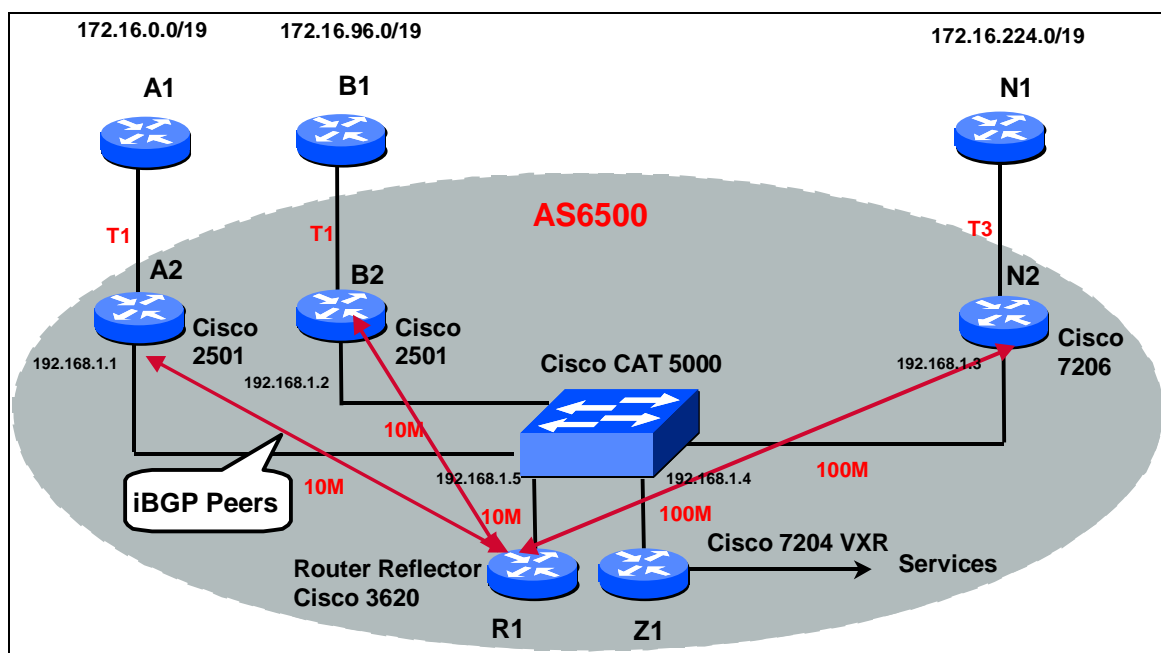 172.16.0.0/19
172.16.96.0/19
172.16.224.0/19
A1
B1
N1
AS6500
T1
T1
T3
A2
B2
N2
Cisco
2501
Cisco
2501
Cisco CAT 5000
Cisco
7206
192.168.1.1
192.168.1.2
192.168.1.3
10M
iBGP Peers
10M
192.168.1.5
192.168.1.4
100M
10M
100M
Router Reflector
Cisco 3620
Cisco 7204 VXR
Services
R1
Z1